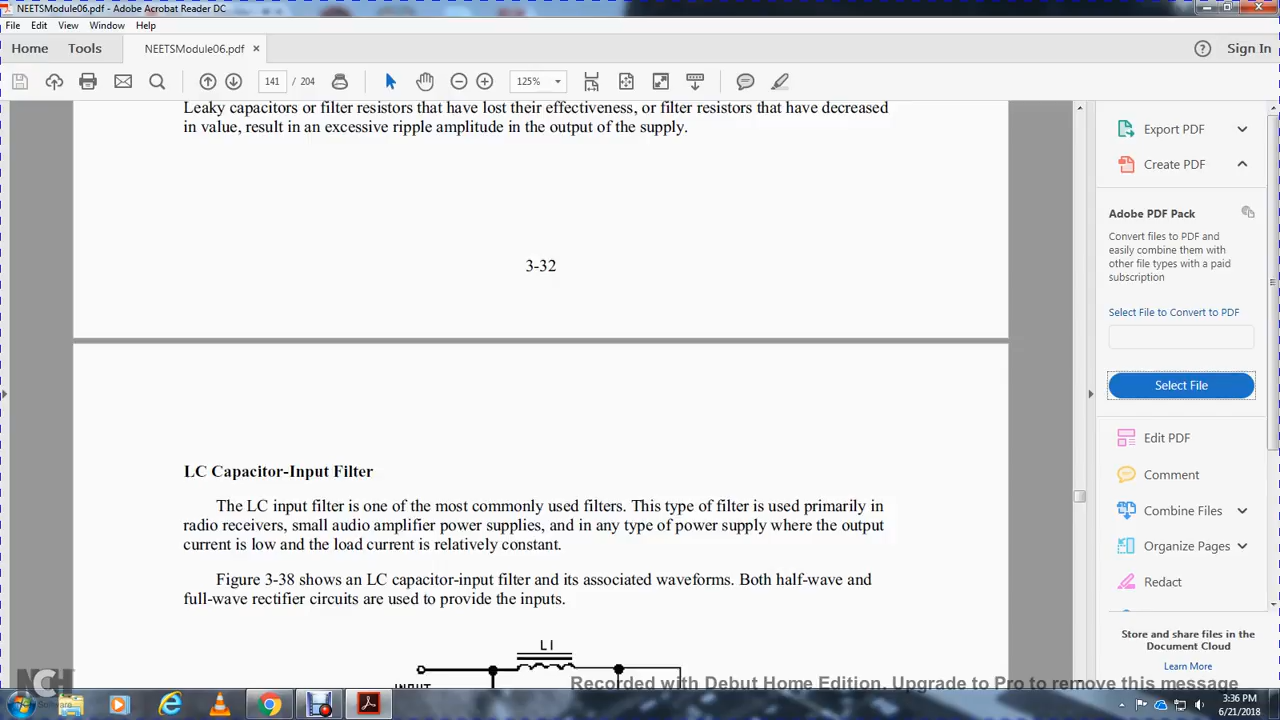 NEETSModule06.pdf - Adobe Acrobat Reader DC
File Edit View Window Help
Home Tools NEETSModule06.pdf × Sign In
141 / 204 125%
Leaky capacitors or filter resistors that have lost their effectiveness, or filter resistors that have decreased
in value, result in an excessive ripple amplitude in the output of the supply.
3-32
LC Capacitor-Input Filter
The LC input filter is one of the most commonly used filters. This type of filter is used primarily in
radio receivers, small audio amplifier power supplies, and in any type of power supply where the output
current is low and the load current is relatively constant.
Figure 3-38 shows an LC capacitor-input filter and its associated waveforms. Both half-wave and
full-wave rectifier circuits are used to provide the inputs.
L1
INPUT
Export PDF
Create PDF
Adobe PDF Pack
Convert files to PDF and
easily combine them with
other file types with a paid
subscription
Select File to Convert to PDF
Select File
Edit PDF
Comment
Combine Files
Organize Pages
Redact
Store and share files in the
Document Cloud
Learn More
Recorded with Debut Home Edition. Upgrade to Pro to remove this message
NCH
Software
3:36 PM
6/21/2018